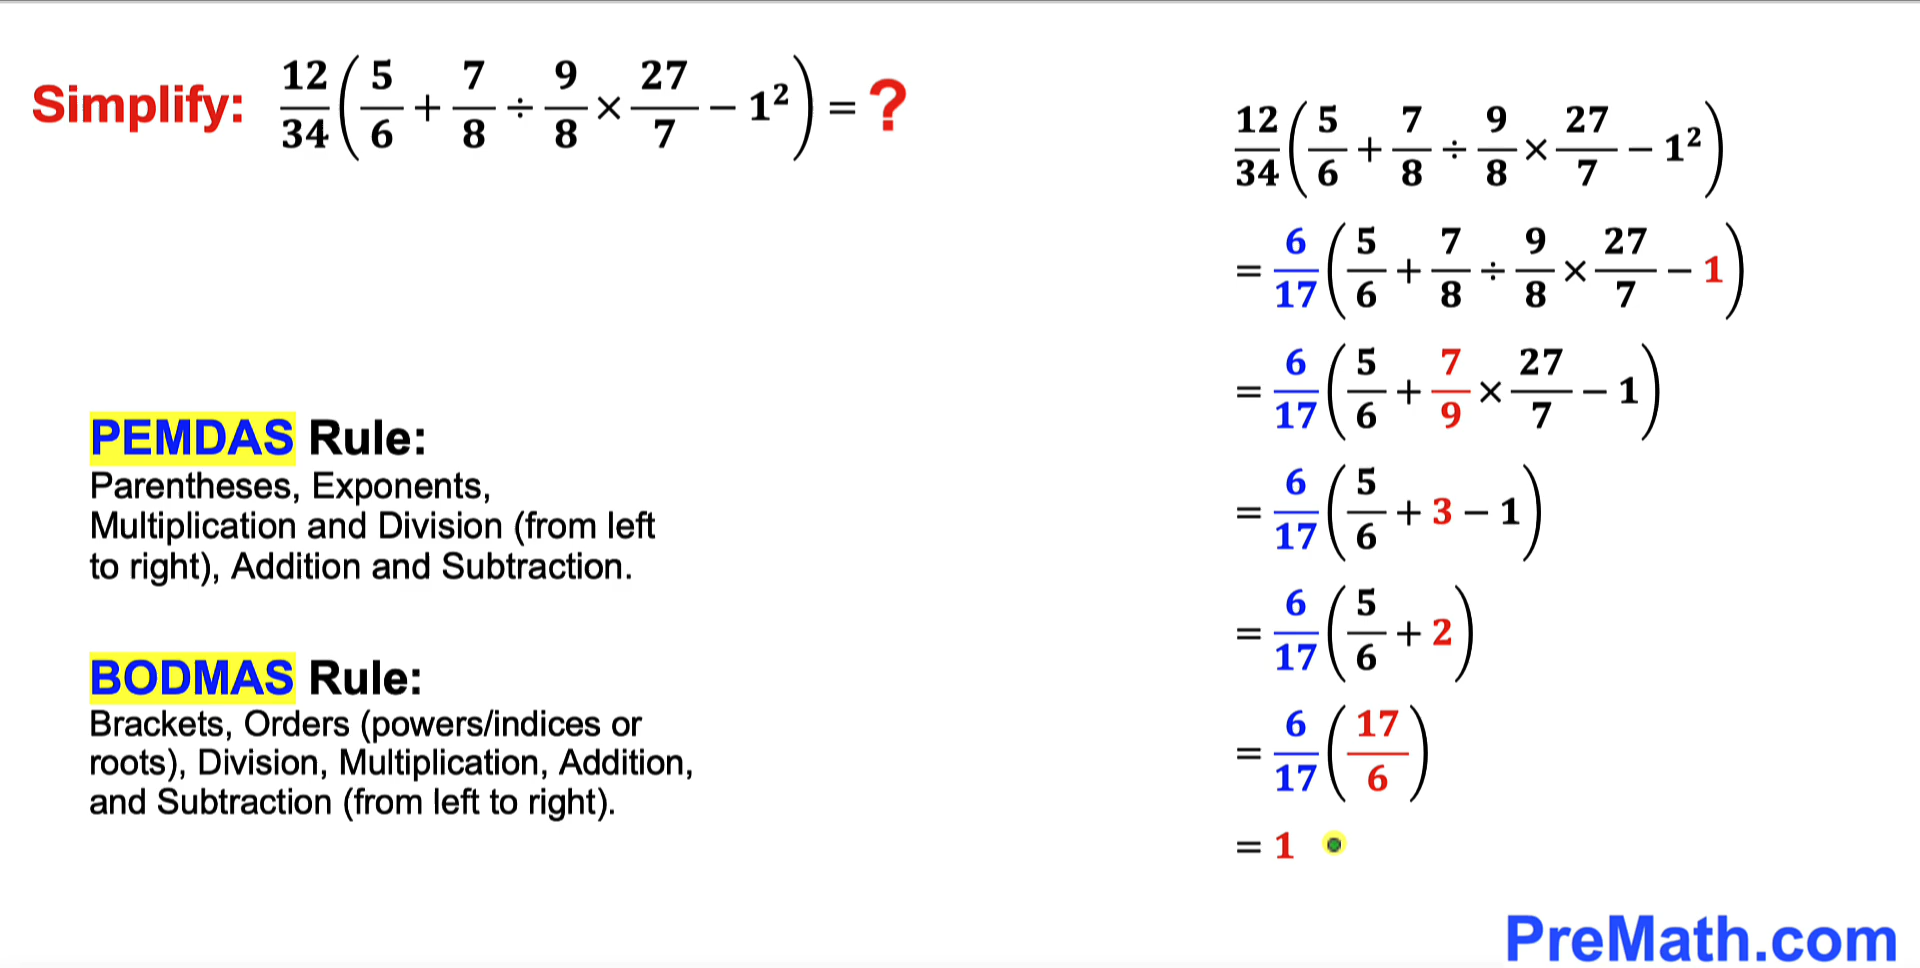 Simplify: 12/34 (5/6 + 7/8 ÷ 9/8 × 27/7 − 1²) = ?
PEMDAS Rule:
Parentheses, Exponents,
Multiplication and Division (from left
to right), Addition and Subtraction.
BODMAS Rule:
Brackets, Orders (powers/indices or
roots), Division, Multiplication, Addition,
and Subtraction (from left to right).
12/34 (5/6 + 7/8 ÷ 9/8 × 27/7 − 1²)
= 6/17 (5/6 + 7/8 ÷ 9/8 × 27/7 − 1)
= 6/17 (5/6 + 7/9 × 27/7 − 1)
= 6/17 (5/6 + 3 − 1)
= 6/17 (5/6 + 2)
= 6/17 (17/6)
= 1
PreMath.com